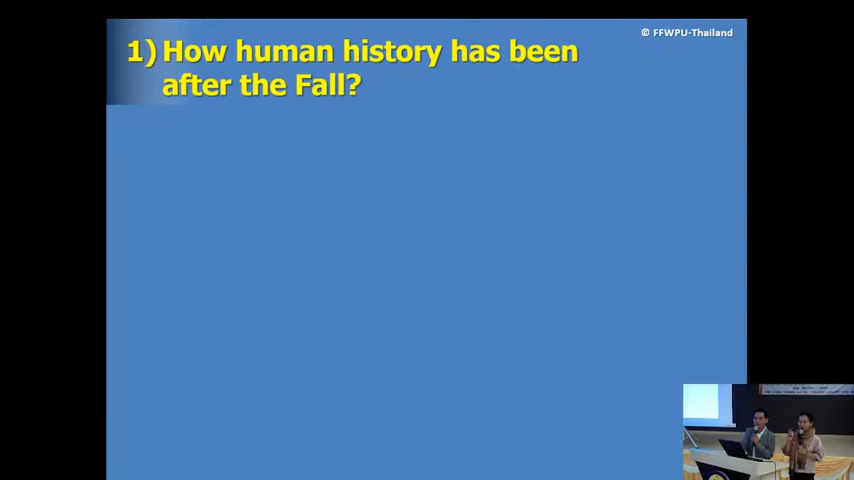 © FFWPU-Thailand
1) How human history has been
after the Fall?